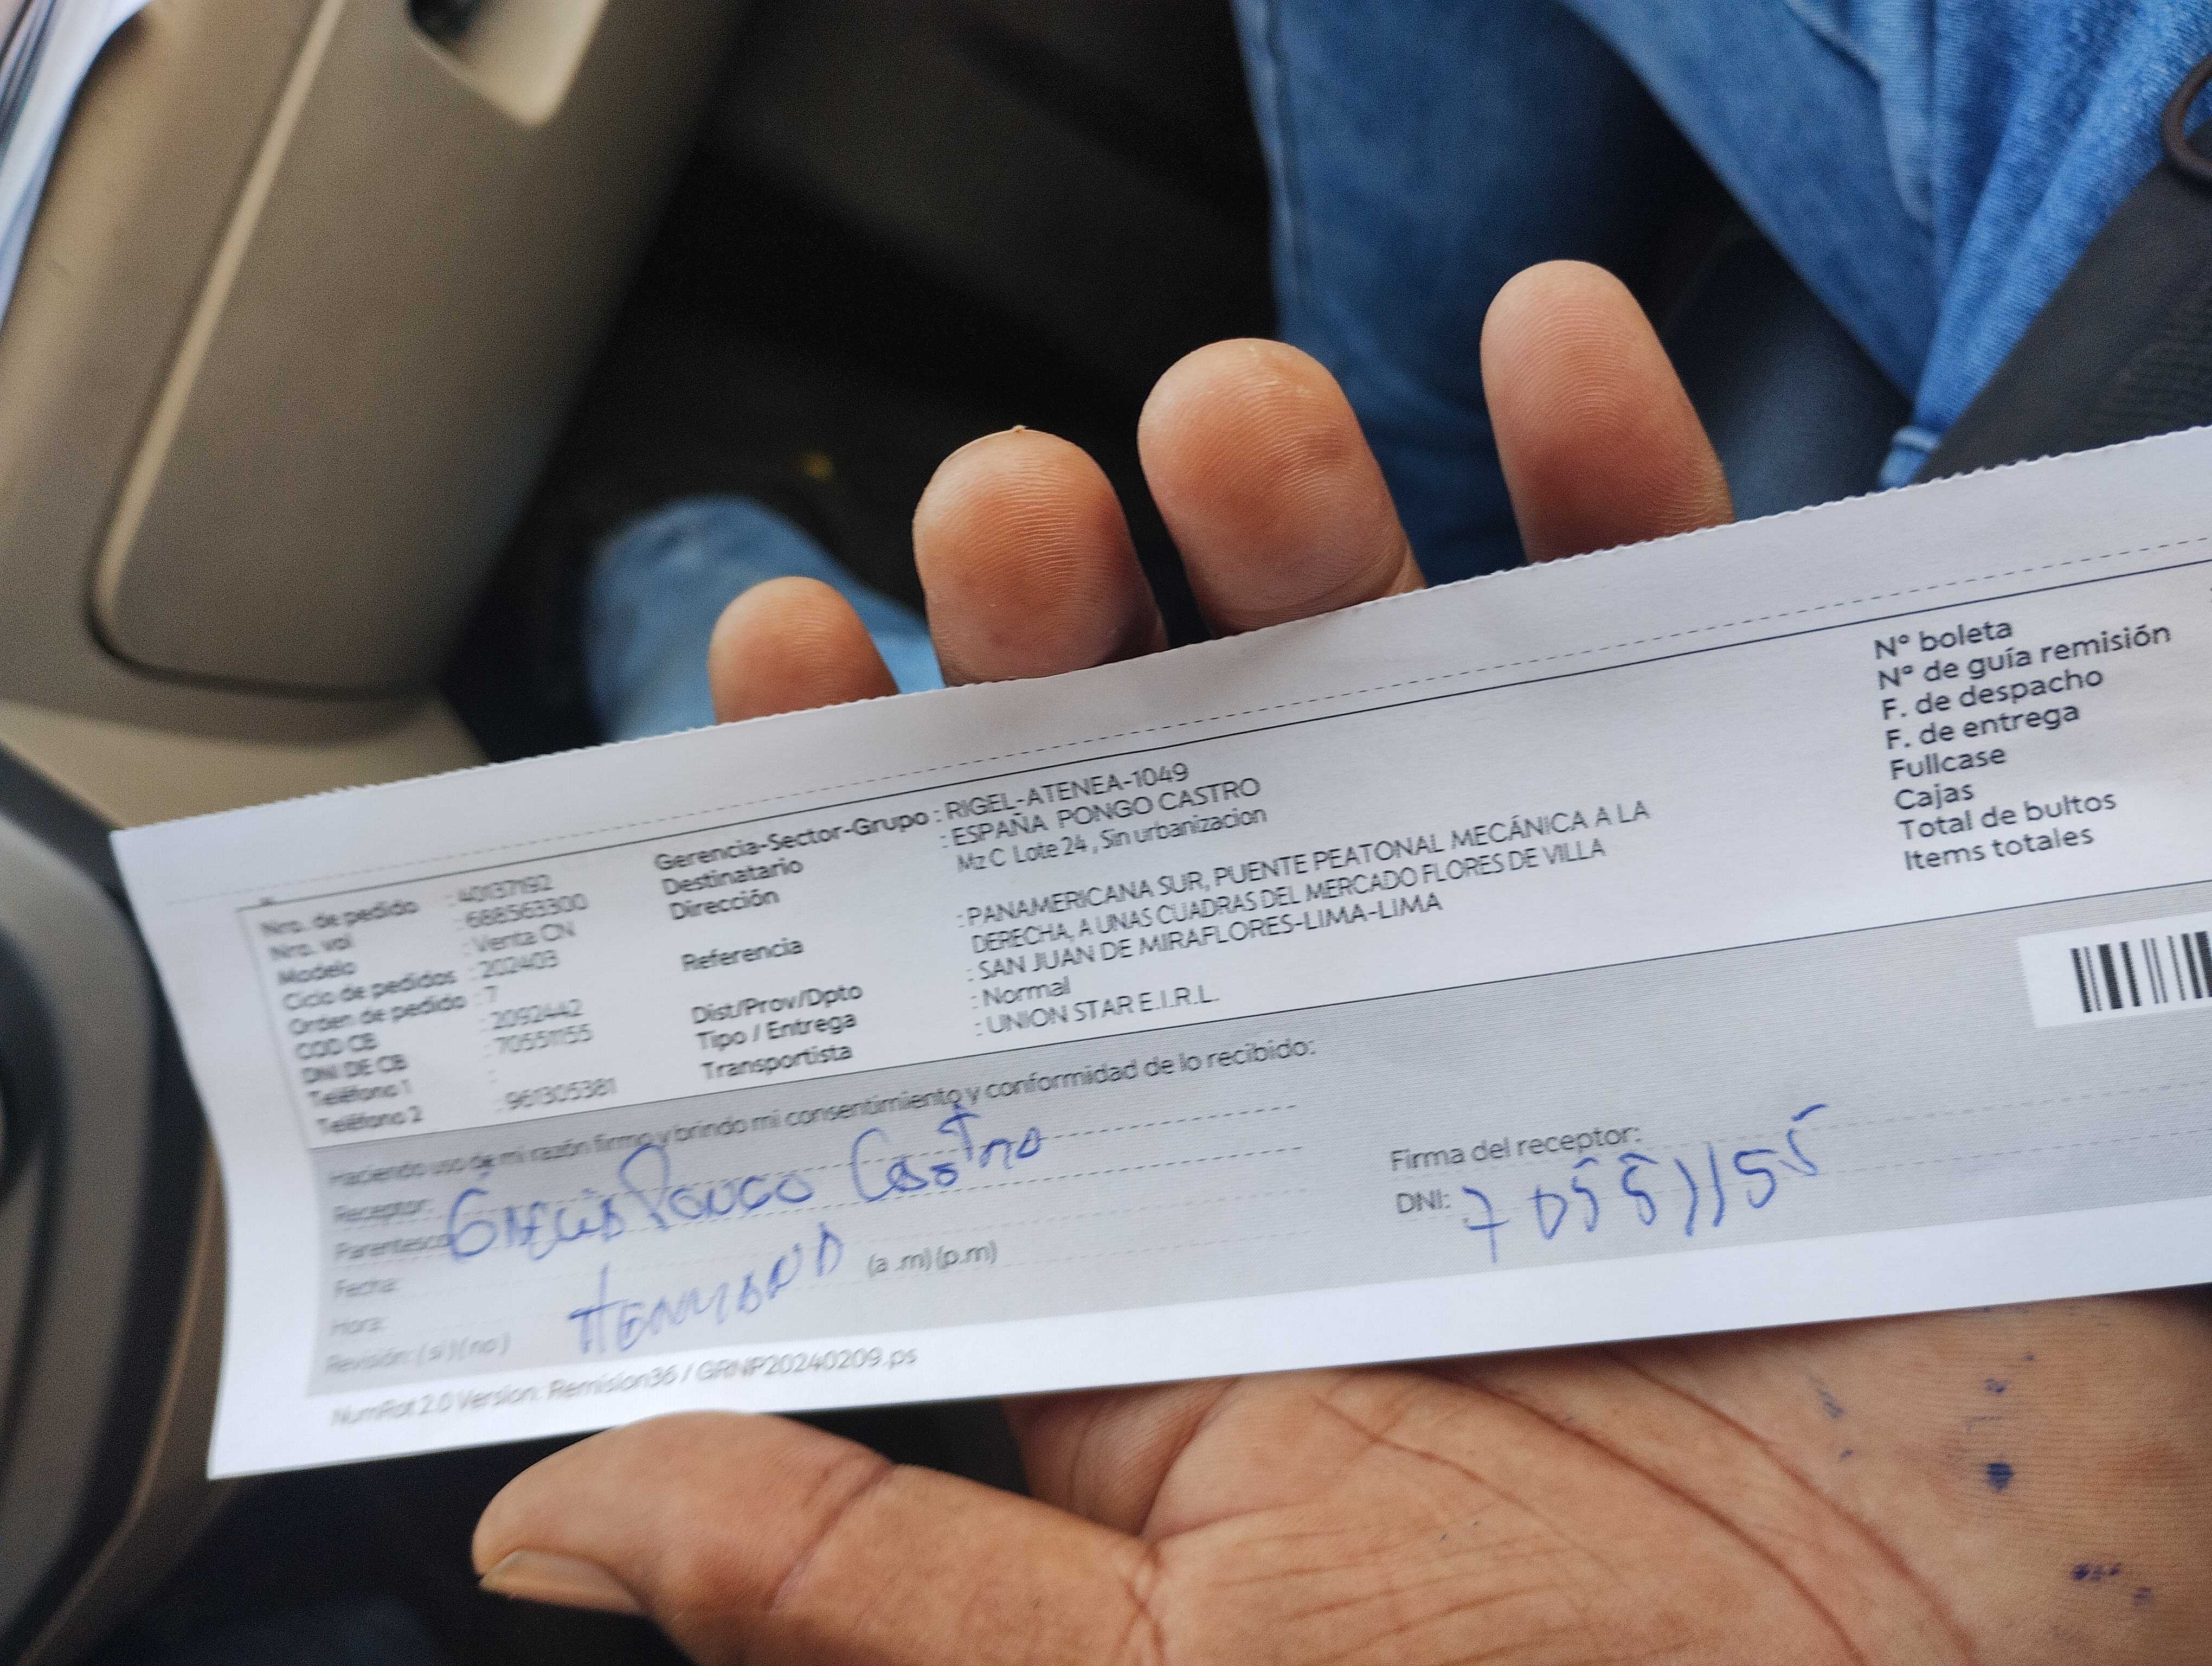 Nro. de pedido : 40137192
Nro. vol : 688563300
Modelo : Venta CN
Ciclo de pedidos : 202403
Orden de pedido : 7
COD CB : 2092442
DNI DE CB : 70551155
Teléfono 1 :
Teléfono 2 961305381
Gerencia-Sector-Grupo : RIGEL-ATENEA-1049
Destinatario : ESPAÑA PONGO CASTRO
Dirección Mz C Lote 24 , Sin urbanizacion
Referencia : PANAMERICANA SUR, PUENTE PEATONAL MECÁNICA A LA
DERECHA, A UNAS CUADRAS DEL MERCADO FLORES DE VILLA
Dist/Prov/Dpto : SAN JUAN DE MIRAFLORES-LIMA-LIMA
Tipo / Entrega : Normal
Transportista : UNION STAR E.I.R.L.
N° boleta
N° de guía remisión
F. de despacho
F. de entrega
Fullcase
Cajas
Total de bultos
Items totales
Haciendo uso de mi razón firmo y brindo mi consentimiento y conformidad de lo recibido:
Receptor: Castro
Parentesco:
Fecha:
Hora: (a .m) (p.m)
Revisión: ( si ) ( no )
Firma del receptor:
DNI: 70551155
NumRot 2.0 Version: Remision36 / GRNP20240209.ps